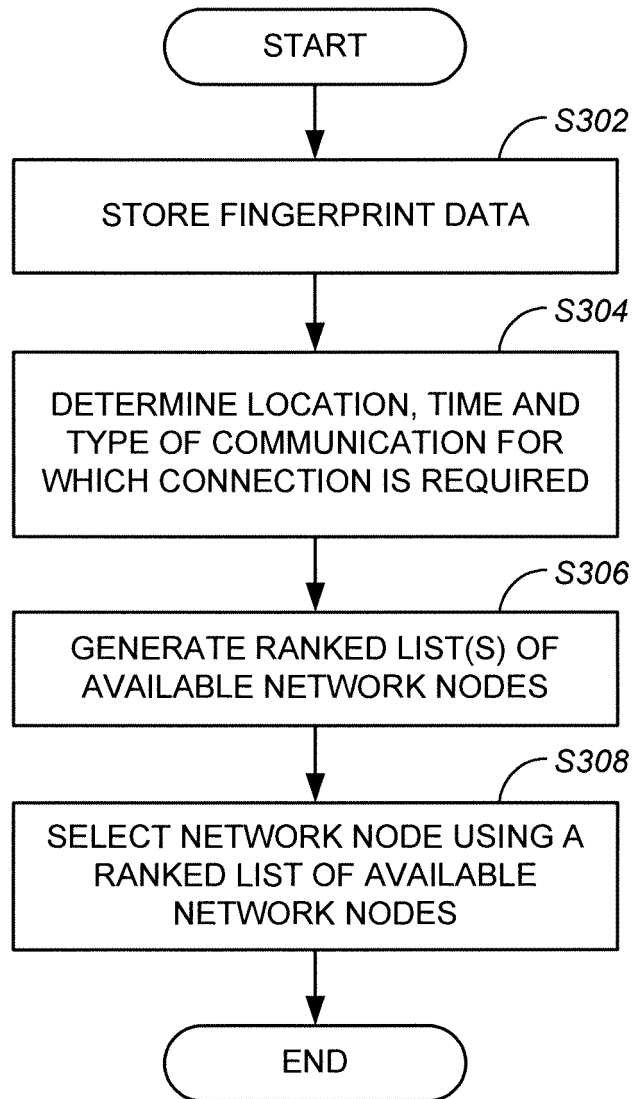 START
S302
STORE FINGERPRINT DATA
S304
DETERMINE LOCATION, TIME AND
TYPE OF COMMUNICATION FOR
WHICH CONNECTION IS REQUIRED
S306
GENERATE RANKED LIST(S) OF
AVAILABLE NETWORK NODES
S308
SELECT NETWORK NODE USING A
RANKED LIST OF AVAILABLE
NETWORK NODES
END